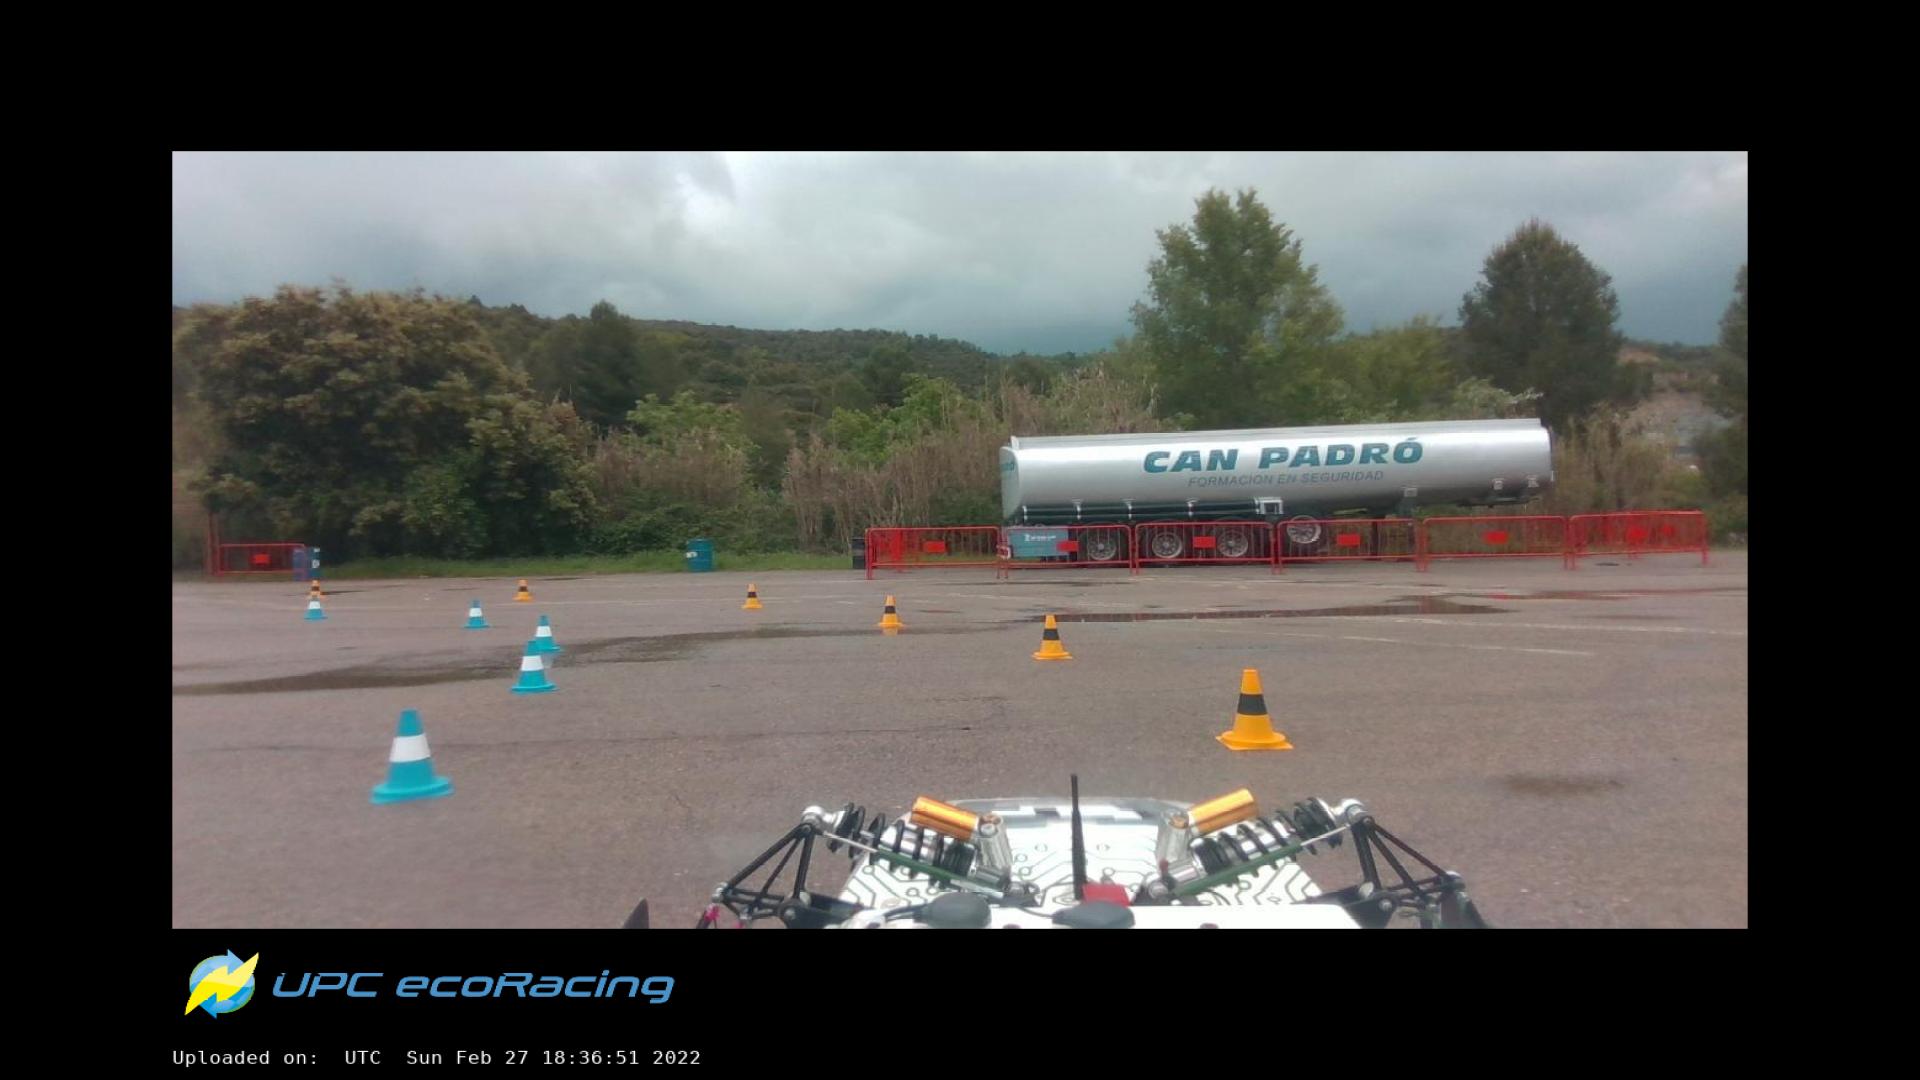 CAN PADRÓ
FORMACION EN SEGURIDAD
UPC ecoRacing
Uploaded on: UTC Sun Feb 27 18:36:51 2022